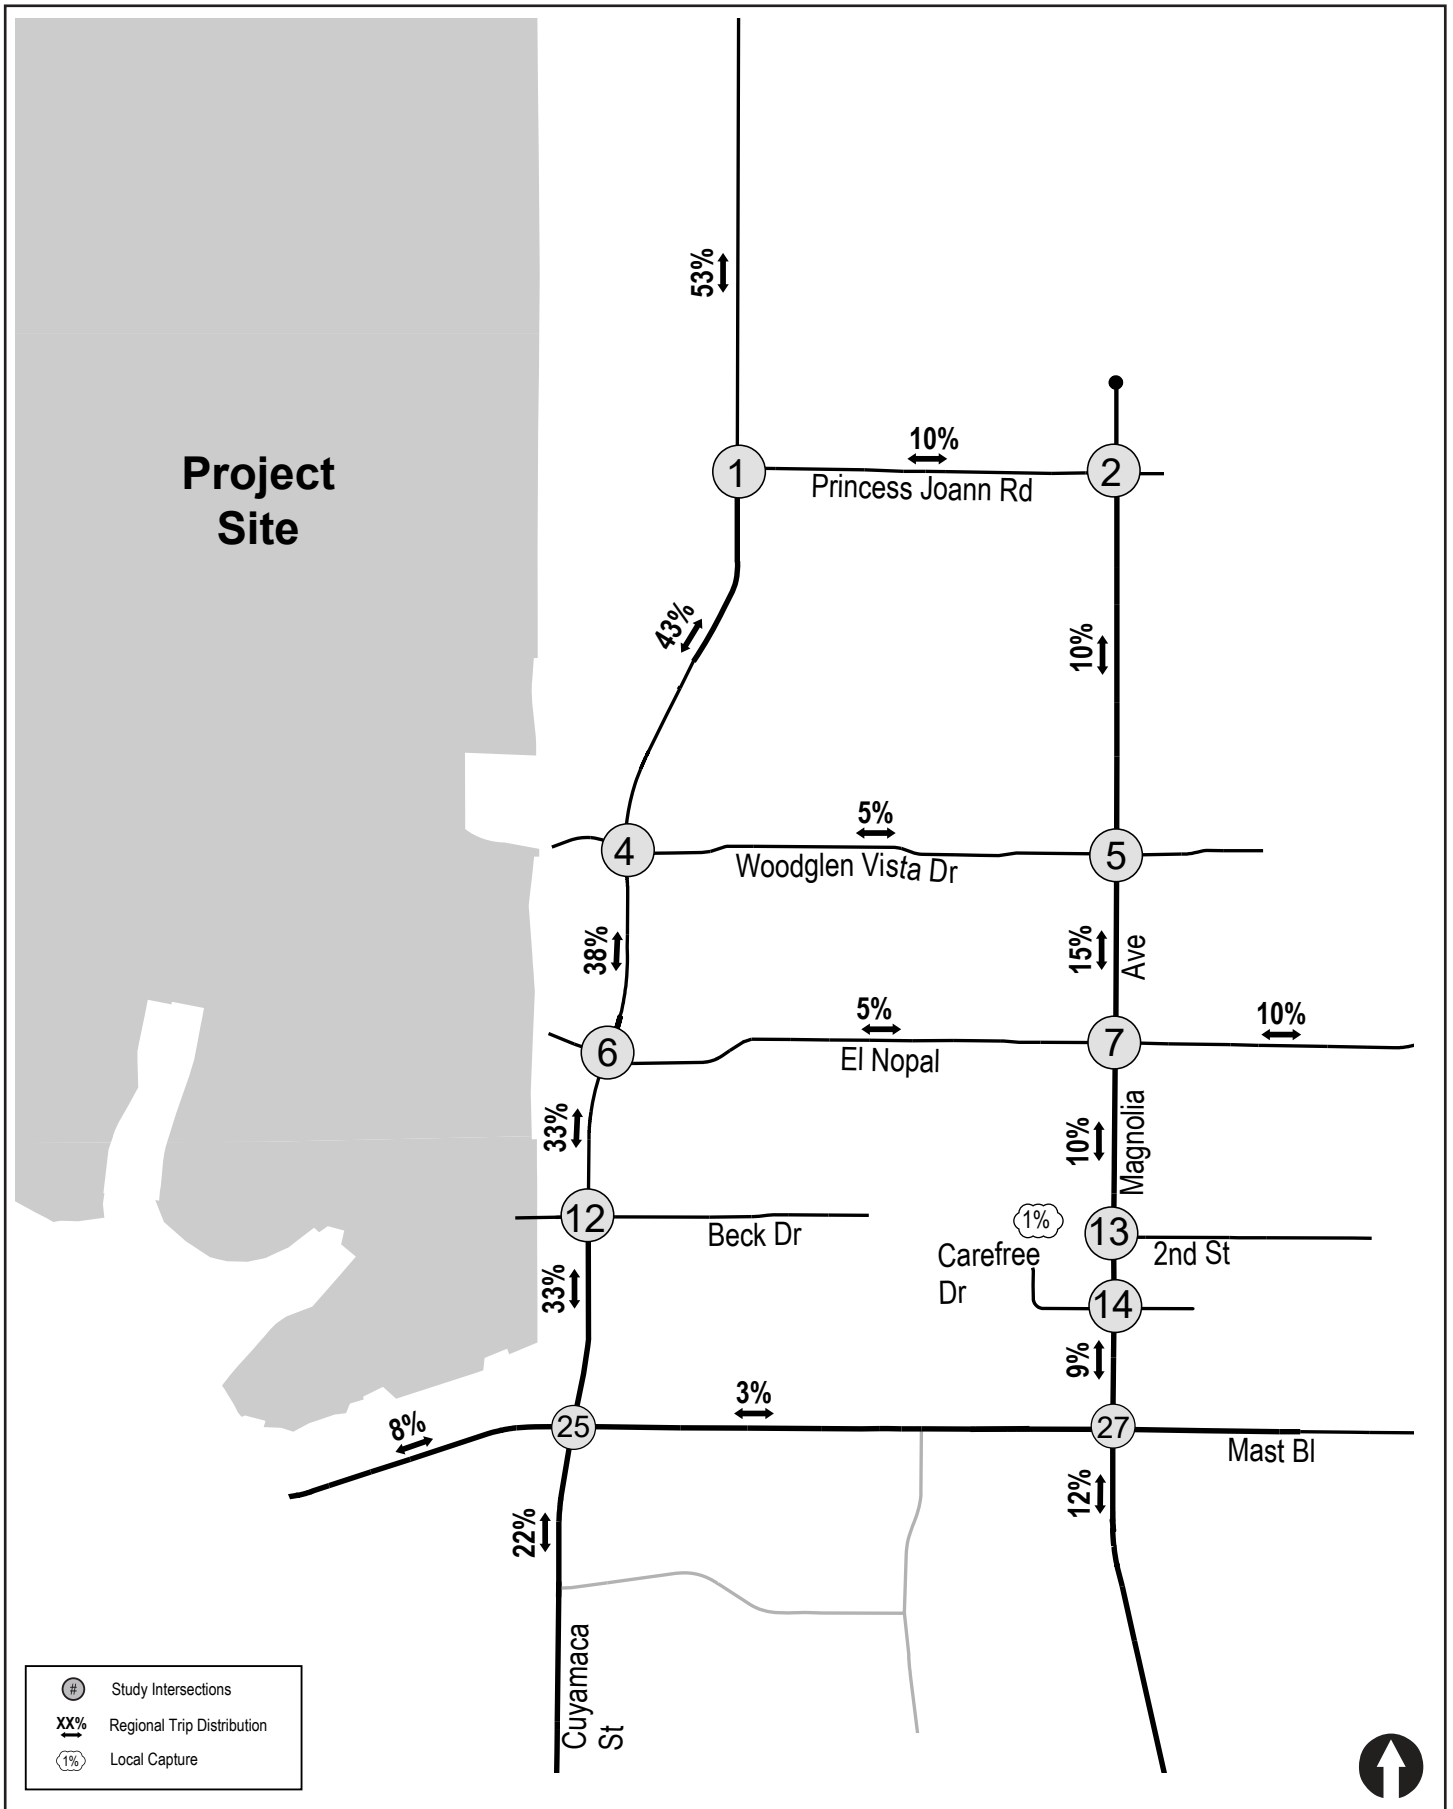 53%
Project
Site
10%
1
2
Princess Joann Rd
43%
10%
5%
4
5
Woodglen Vista Dr
38%
15%
Ave
5%
10%
6
7
El Nopal
33%
10%
Magnolia
12
Beck Dr
1%
13
2nd St
Carefree
Dr
14
33%
9%
3%
8%
25
27
Mast Bl
22%
12%
Cuyamaca
St
# Study Intersections
XX% Regional Trip Distribution
1% Local Capture